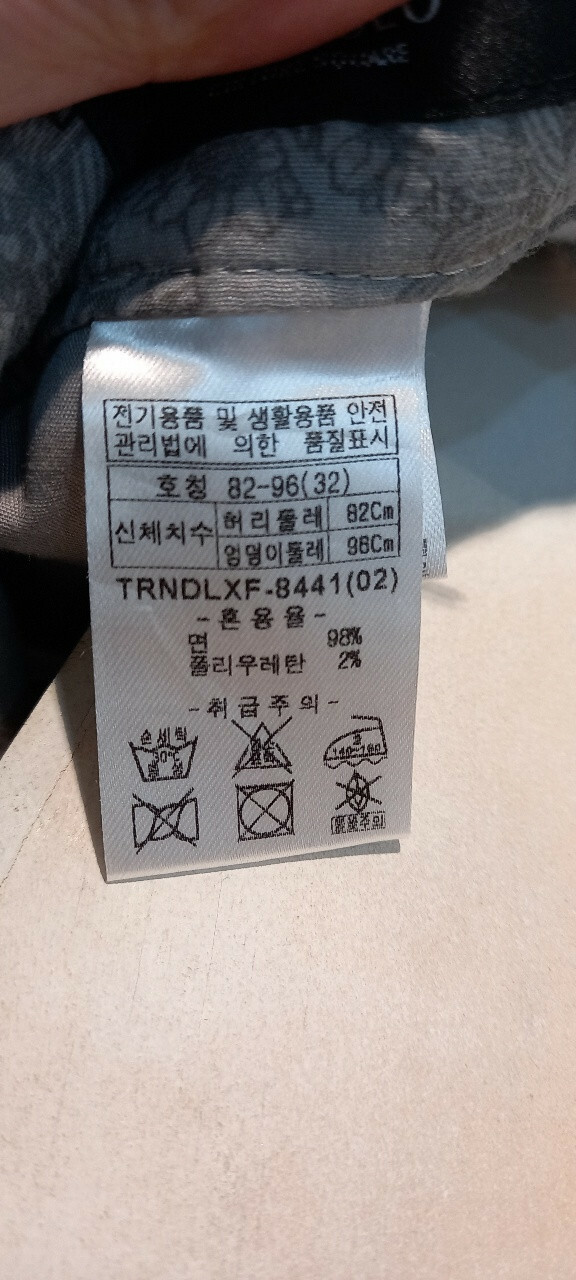 전기용품 및 생활용품 안전
관리법에 의한 품질표시
호칭 82-96(32)
신체치수 허리둘레 82Cm
엉덩이둘레 96Cm
TRNDLXF-8441(02)
-혼용율-
면 98%
폴리우레탄 2%
-취급주의-
손세탁
30℃
140~160